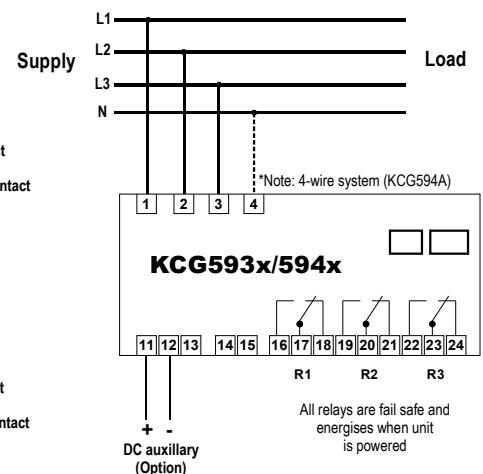 L1
Supply L2 Load
L3
N
*Note: 4-wire system (KCG594A)
ntact
1 2 3 4
KCG593x/594x
11 12 13 14 15 16 17 18 19 20 21 22 23 24
R1 R2 R3
+ -
All relays are fail safe and
energises when unit
is powered
ntact
DC auxillary
(Option)